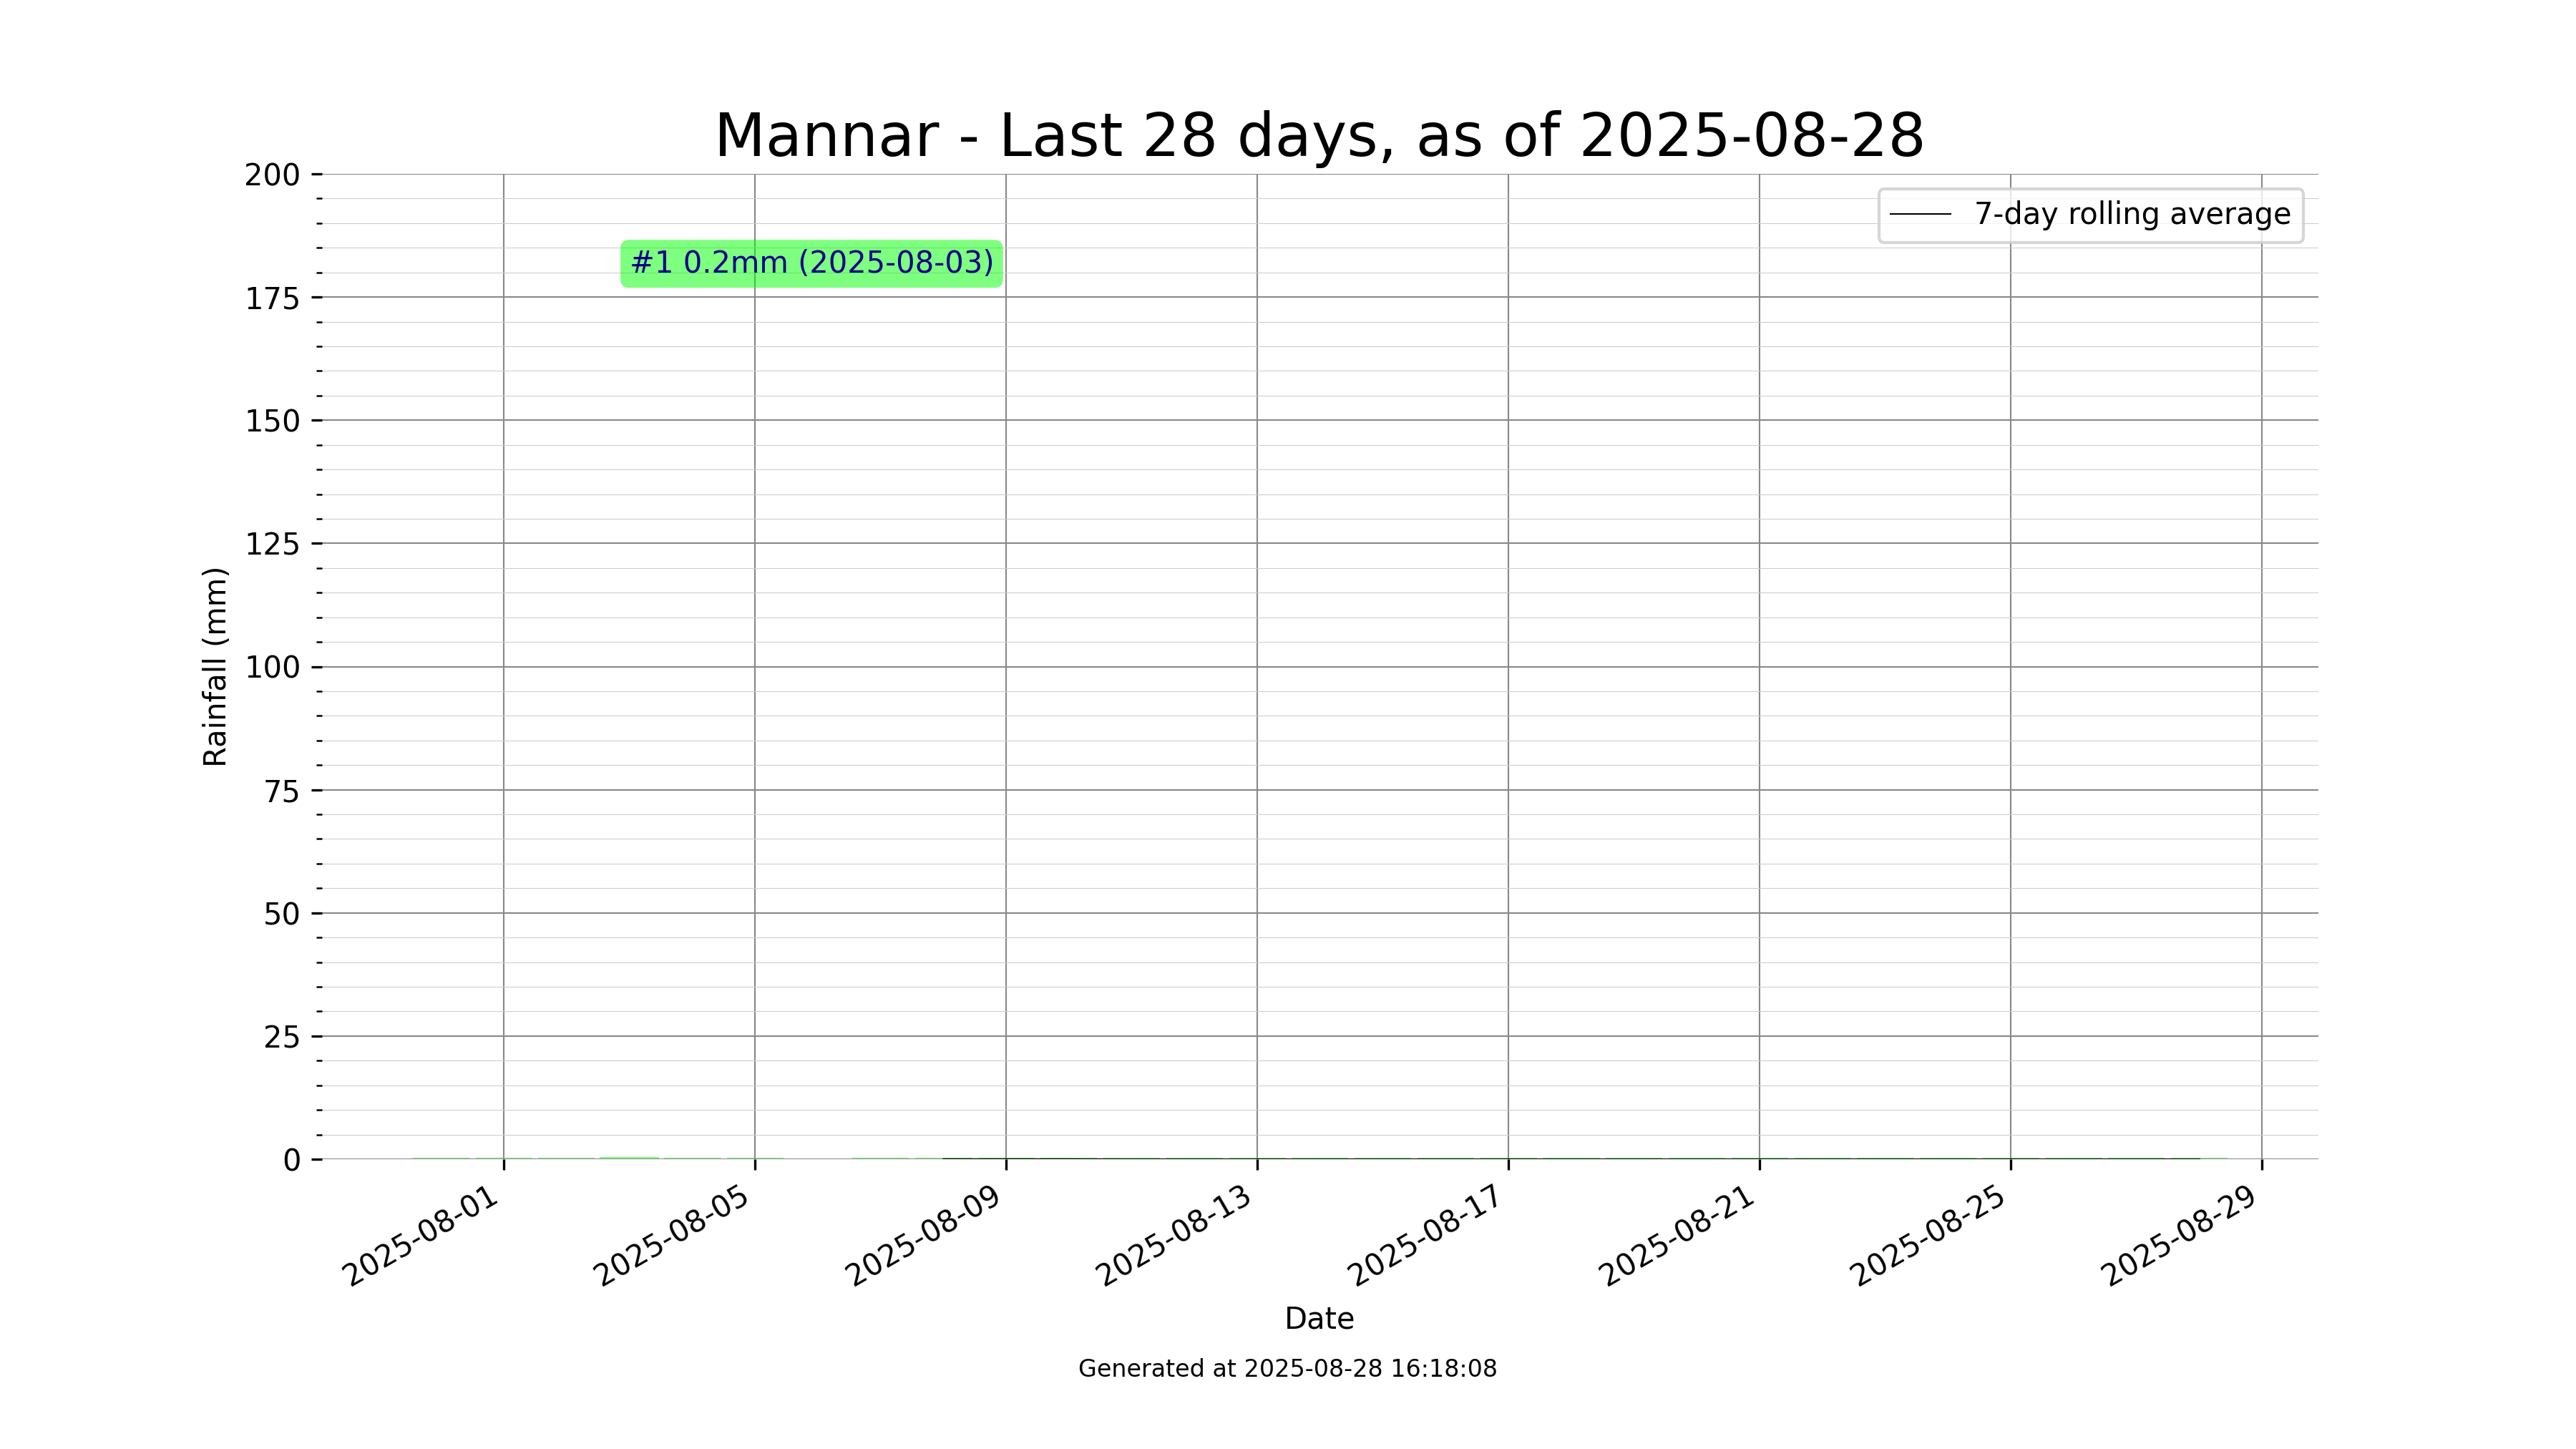 Mannar - Last 28 days, as of 2025-08-28
200
7-day rolling average
#1 0.2mm (2025-08-03)
175
150
125
100
75
50
25
0
Rainfall (mm)
2025-08-01
2025-08-05
2025-08-09
2025-08-13
2025-08-17
2025-08-21
2025-08-25
2025-08-29
Date
Generated at 2025-08-28 16:18:08